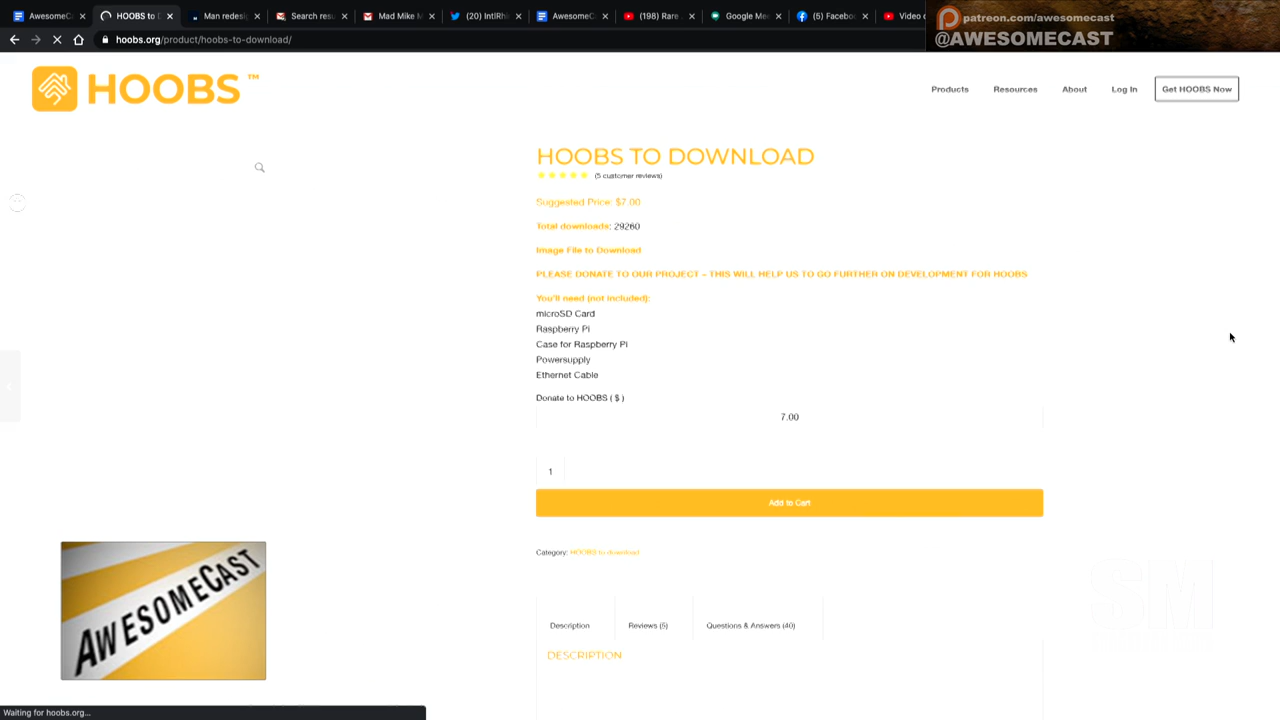 AwesomeC
HOOBS to D
Man redesi
Search resu
Mad Mike M
(20) IntlRh
AwesomeC
(198) Rare
Google Me
(5) Faceboo
Video c
patreon.com/awesomecast
@AWESOMECAST
hoobs.org/product/hoobs-to-download/
HOOBS™
Products
Resources
About
Log In
Get HOOBS Now
HOOBS TO DOWNLOAD
(5 customer reviews)
Suggested Price: $7.00
Total downloads: 29260
Image File to Download
PLEASE DONATE TO OUR PROJECT – THIS WILL HELP US TO GO FURTHER ON DEVELOPMENT FOR HOOBS
You'll need (not included):
microSD Card
Raspberry Pi
Case for Raspberry Pi
Powersupply
Ethernet Cable
Donate to HOOBS ( $ )
7.00
1
Add to Cart
Category: HOOBS to download
AWESOMECAST
SM
Description
Reviews (5)
Questions & Answers (40)
DESCRIPTION
Waiting for hoobs.org...